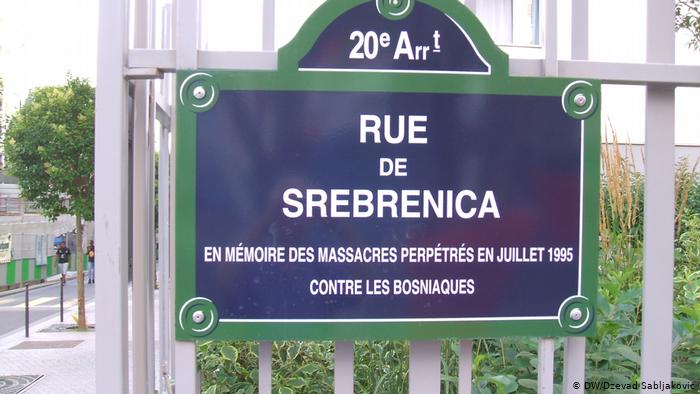 20e Arrt
RUE
DE
SREBRENICA
EN MÉMOIRE DES MASSACRES PERPÉTRÉS EN JUILLET 1995
CONTRE LES BOSNIAQUES
© DW/Dzevad Sabljakovic